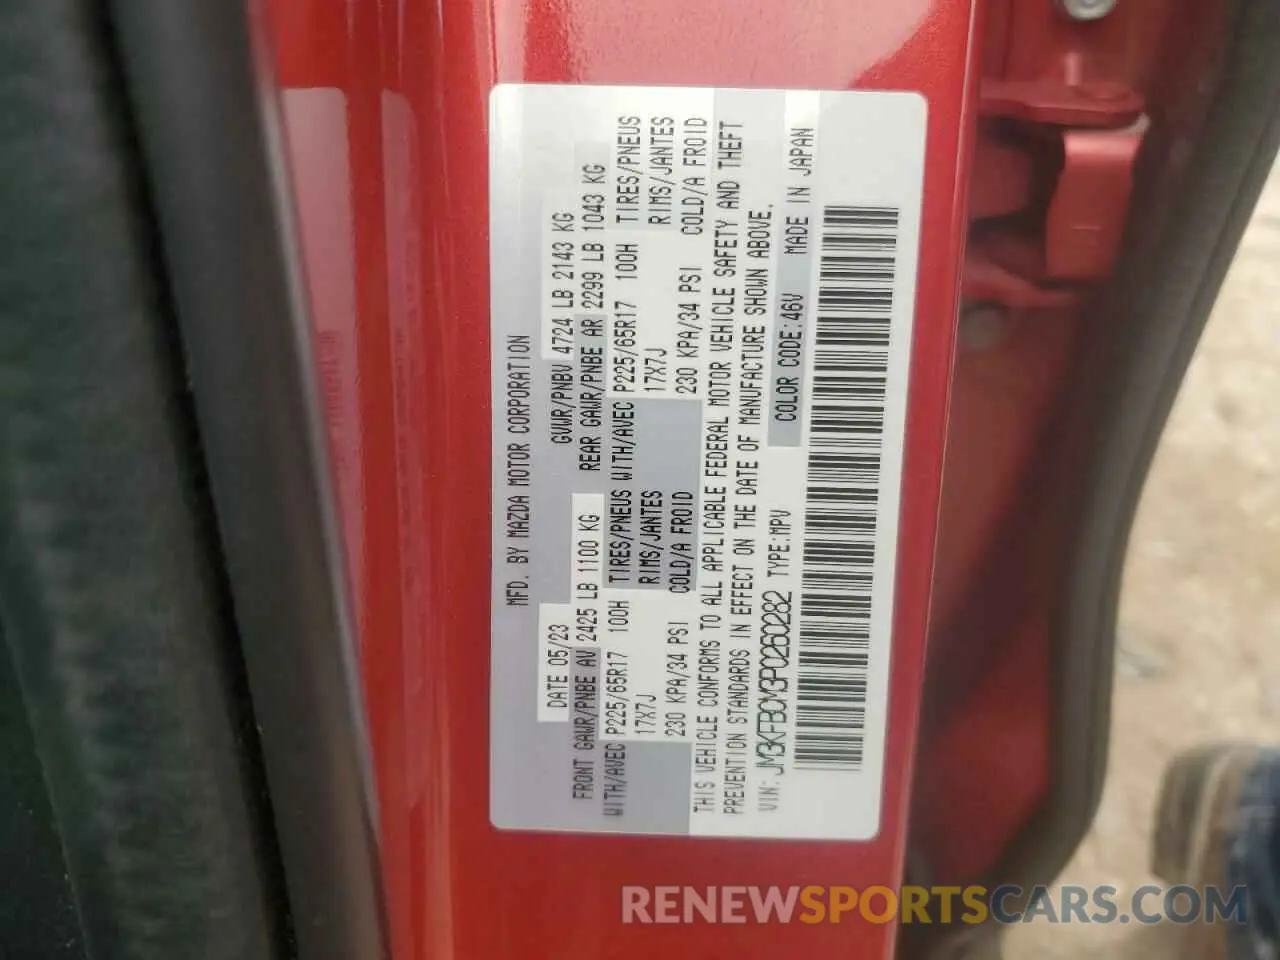 MFD. BY MAZDA MOTOR CORPORATION
DATE 05/23 GVWR/PNBV 4724 LB 2143 KG
FRONT GAWR/PNBE AV 2425 LB 1100 KG REAR GAWR/PNBE AR 2299 LB 1043 KG
WITH/AVEC P225/65R17 100H TIRES/PNEUS WITH/AVEC P225/65R17 100H TIRES/PNEUS
17X7J RIMS/JANTES 17X7J RIMS/JANTES
230 KPA/34 PSI COLD/A FROID 230 KPA/34 PSI COLD/A FROID
THIS VEHICLE CONFORMS TO ALL APPLICABLE FEDERAL MOTOR VEHICLE SAFETY AND THEFT
PREVENTION STANDARDS IN EFFECT ON THE DATE OF MANUFACTURE SHOWN ABOVE.
VIN: JM3KFBCM3P0260282 TYPE:MPV COLOR CODE:46V MADE IN JAPAN
RENEWSPORTSCARS.COM